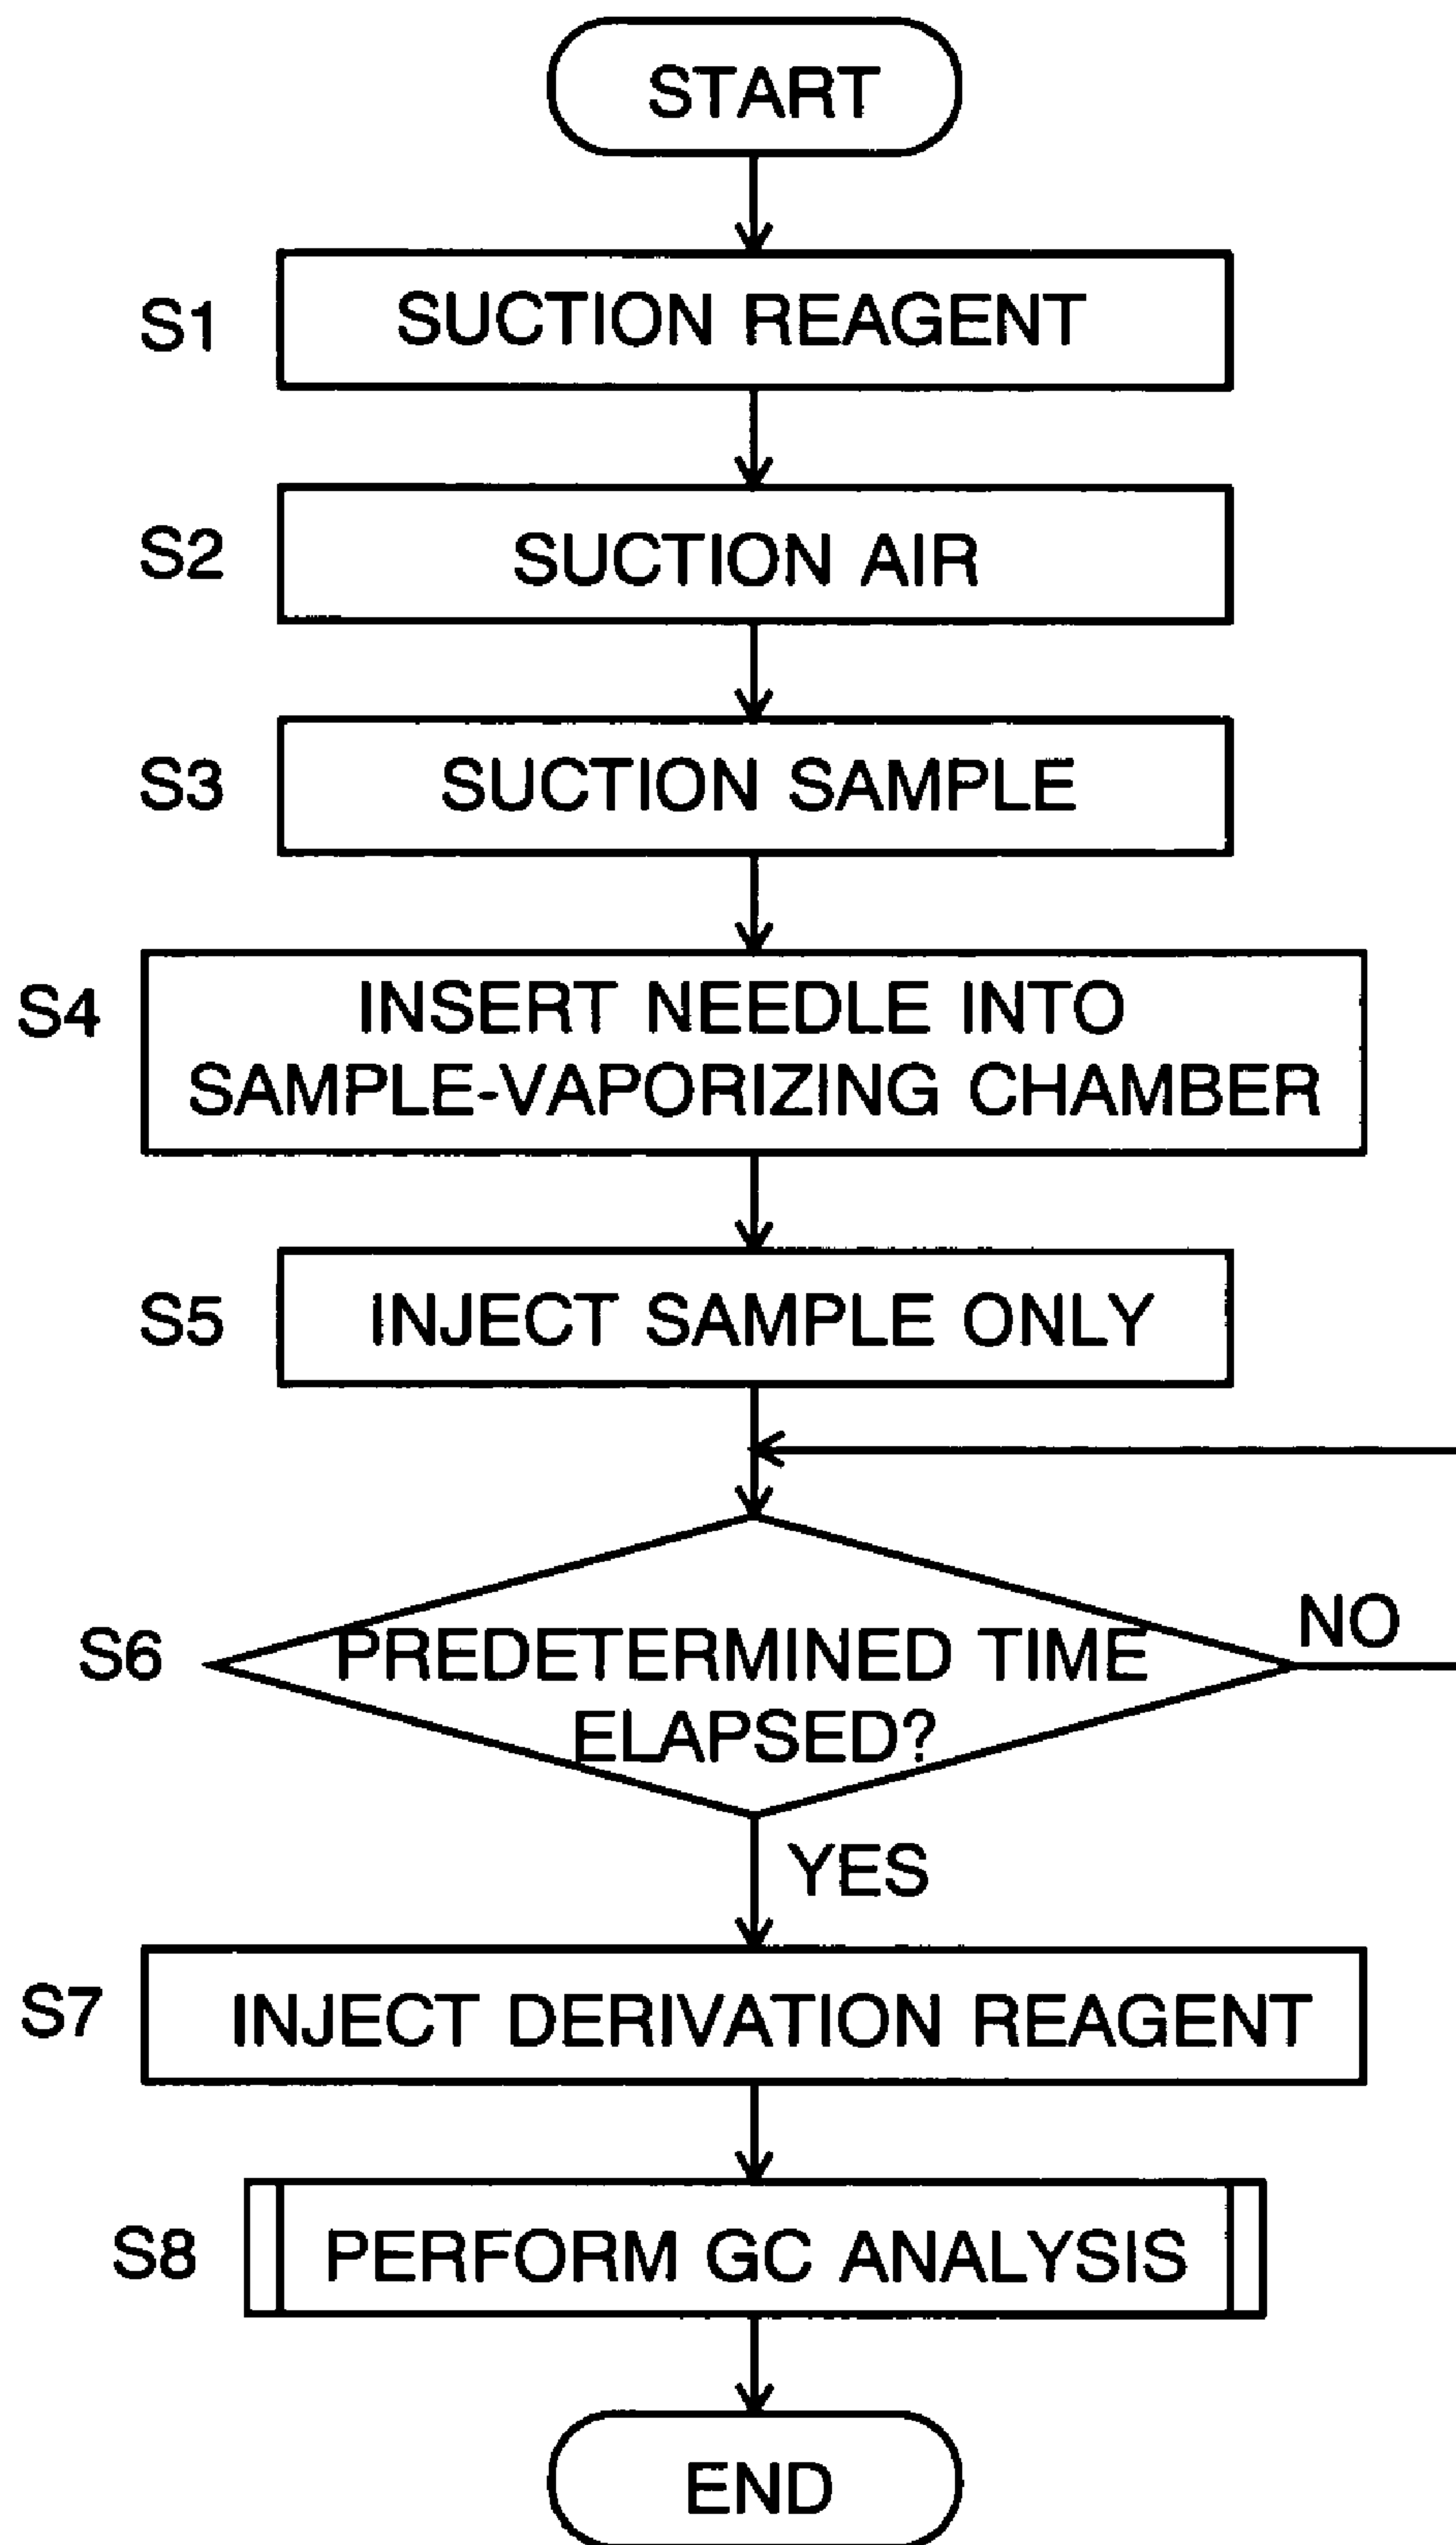 START
S1
SUCTION REAGENT
S2
SUCTION AIR
S3
SUCTION SAMPLE
S4
INSERT NEEDLE INTO
SAMPLE-VAPORIZING CHAMBER
S5
INJECT SAMPLE ONLY
S6
PREDETERMINED TIME
ELAPSED?
NO
YES
S7
INJECT DERIVATION REAGENT
S8
PERFORM GC ANALYSIS
END